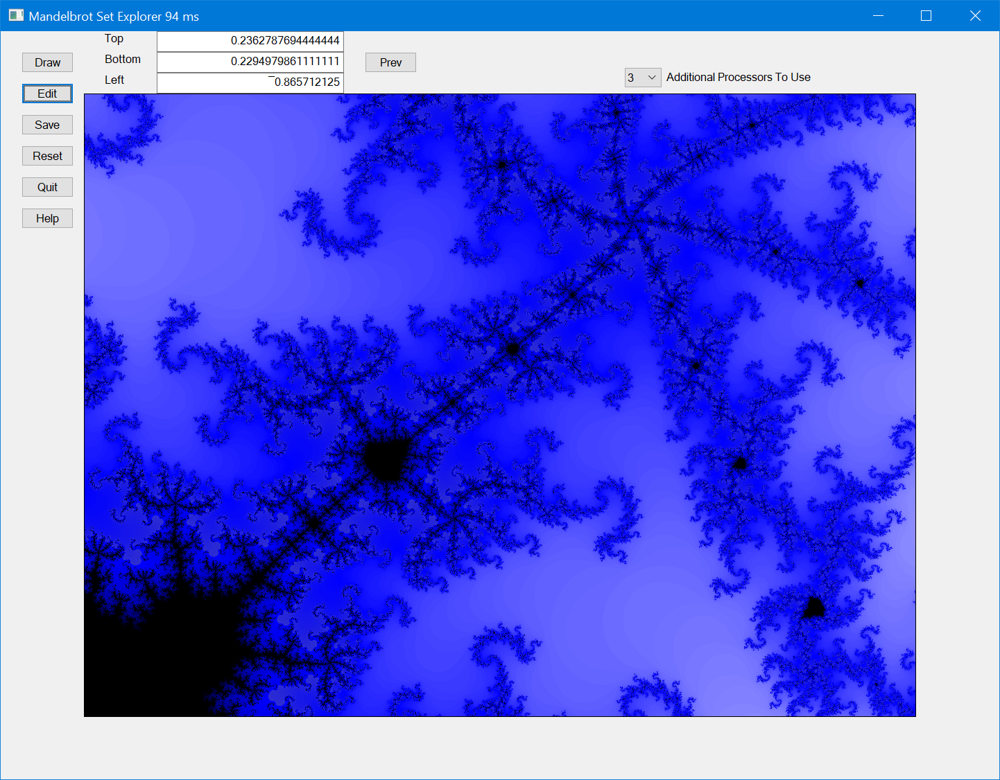 Mandelbrot Set Explorer 94 ms
Top 0.2362787694444444
Draw Bottom 0.2294979861111111 Prev
Left ¯0.865712125 3 Additional Processors To Use
Edit
Save
Reset
Quit
Help